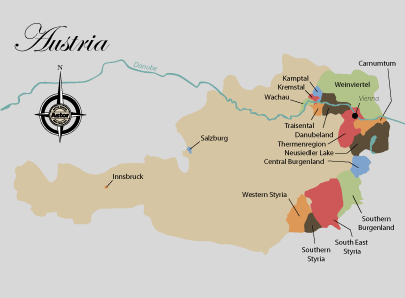 Austria
Danube
N
Astor
Carnumtum
Kamptal
Kremstal
Weinviertel
Wachau
Vienna
Traisental
Danubeland
Thermenregion
Neusiedler Lake
Central Burgenland
Salzburg
Innsbruck
Western Styria
Southern
Burgenland
Southern
Styria
South East
Styria